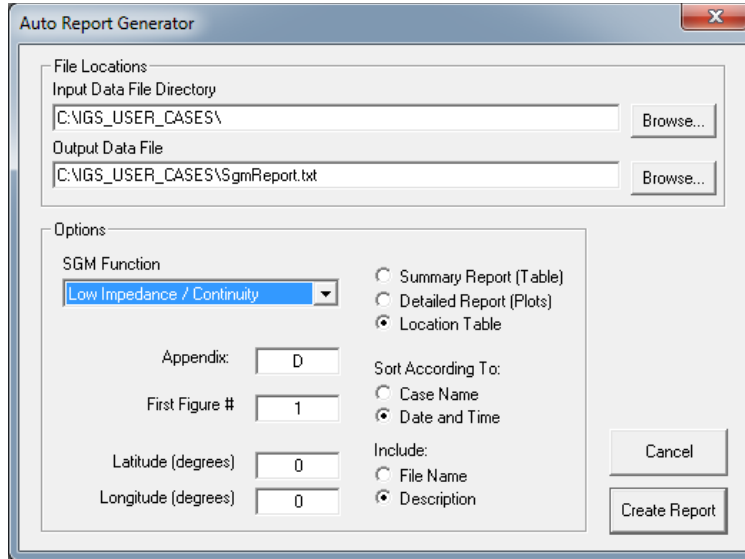 Auto Report Generator
File Locations
Input Data File Directory
C:\IGS_USER_CASES\
Browse...
Output Data File
C:\IGS_USER_CASES\SgmReport.txt
Browse...
Options
SGM Function
Low Impedance / Continuity
Summary Report (Table)
Detailed Report (Plots)
Location Table
Appendix:
D
First Figure #
1
Sort According To:
Case Name
Date and Time
Latitude (degrees)
0
Longitude (degrees)
0
Include:
File Name
Description
Cancel
Create Report